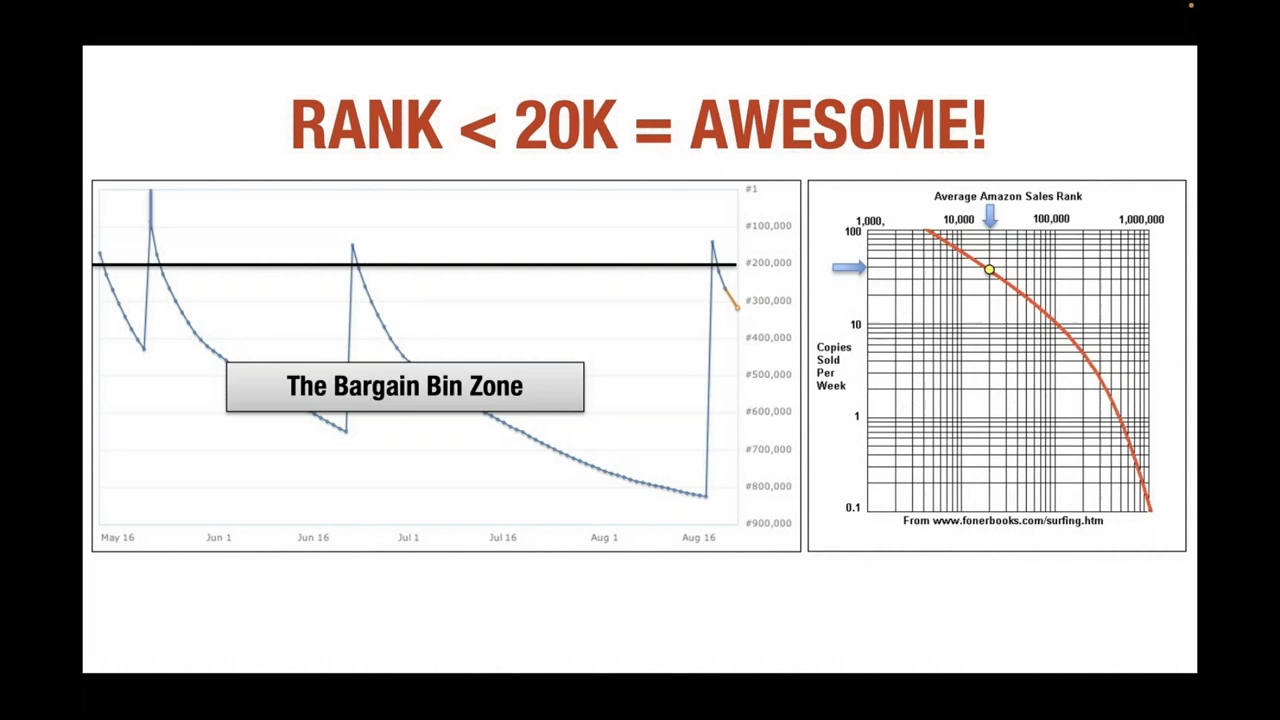 RANK < 20K = AWESOME!
#1
#100,000
#200,000
#300,000
#400,000
#500,000
#600,000
#700,000
#800,000
#900,000
The Bargain Bin Zone
May 16
Jun 1
Jun 16
Jul 1
Jul 16
Aug 1
Aug 16
Average Amazon Sales Rank
1,000,
10,000
100,000
1,000,000
100
10
Copies
Sold
Per
Week
1
0.1
From www.fonerbooks.com/surfing.htm